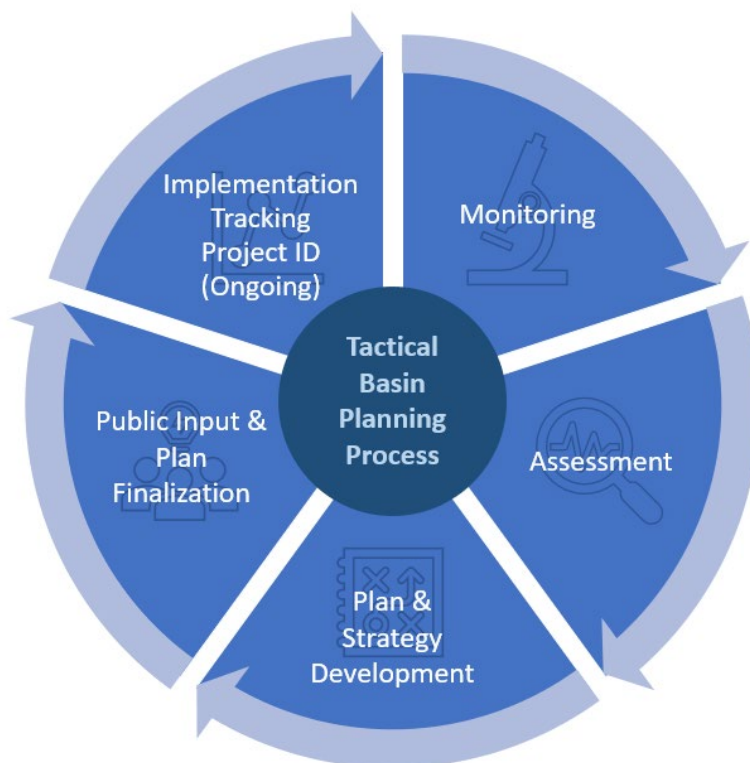 Implementation
Tracking
Project ID
(Ongoing)
Monitoring
Tactical
Basin
Planning
Process
Public Input &
Plan
Finalization
Assessment
Plan &
Strategy
Development